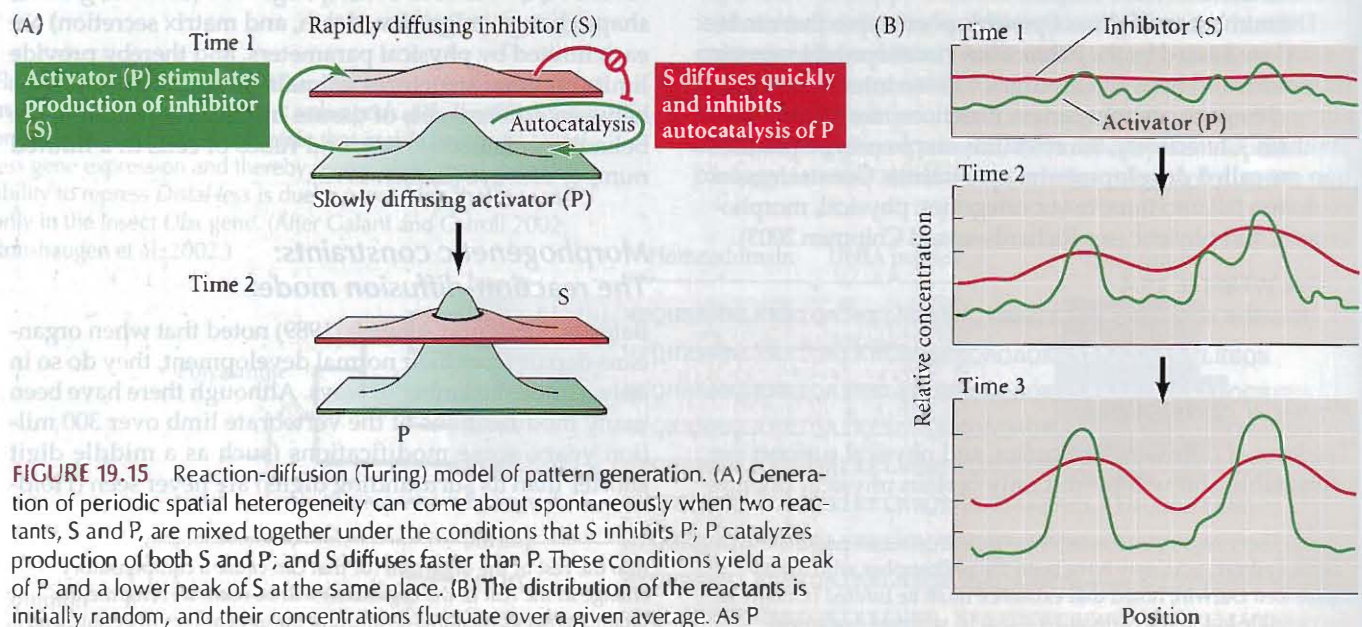 (A)
Time 1
Rapidly diffusing inhibitor (S)
Activator (P) stimulates
production of inhibitor
(S)
S diffuses quickly
and inhibits
autocatalysis of P
Autocatalysis
Slowly diffusing activator (P)
Time 2
S
P
FIGURE 19.15 Reaction-diffusion (Turing) model of pattern generation. (A) Genera-
tion of periodic spatial heterogeneity can come about spontaneously when two reac-
tants, S and P, are mixed together under the conditions that S inhibits P; P catalyzes
production of both S and P; and S diffuses faster than P. These conditions yield a peak
of P and a lower peak of S at the same place. (B) The distribution of the reactants is
initially random, and their concentrations fluctuate over a given average. As P
(B)
Time 1
Inhibitor (S)
Activator (P)
Time 2
Time 3
Relative concentration
Position